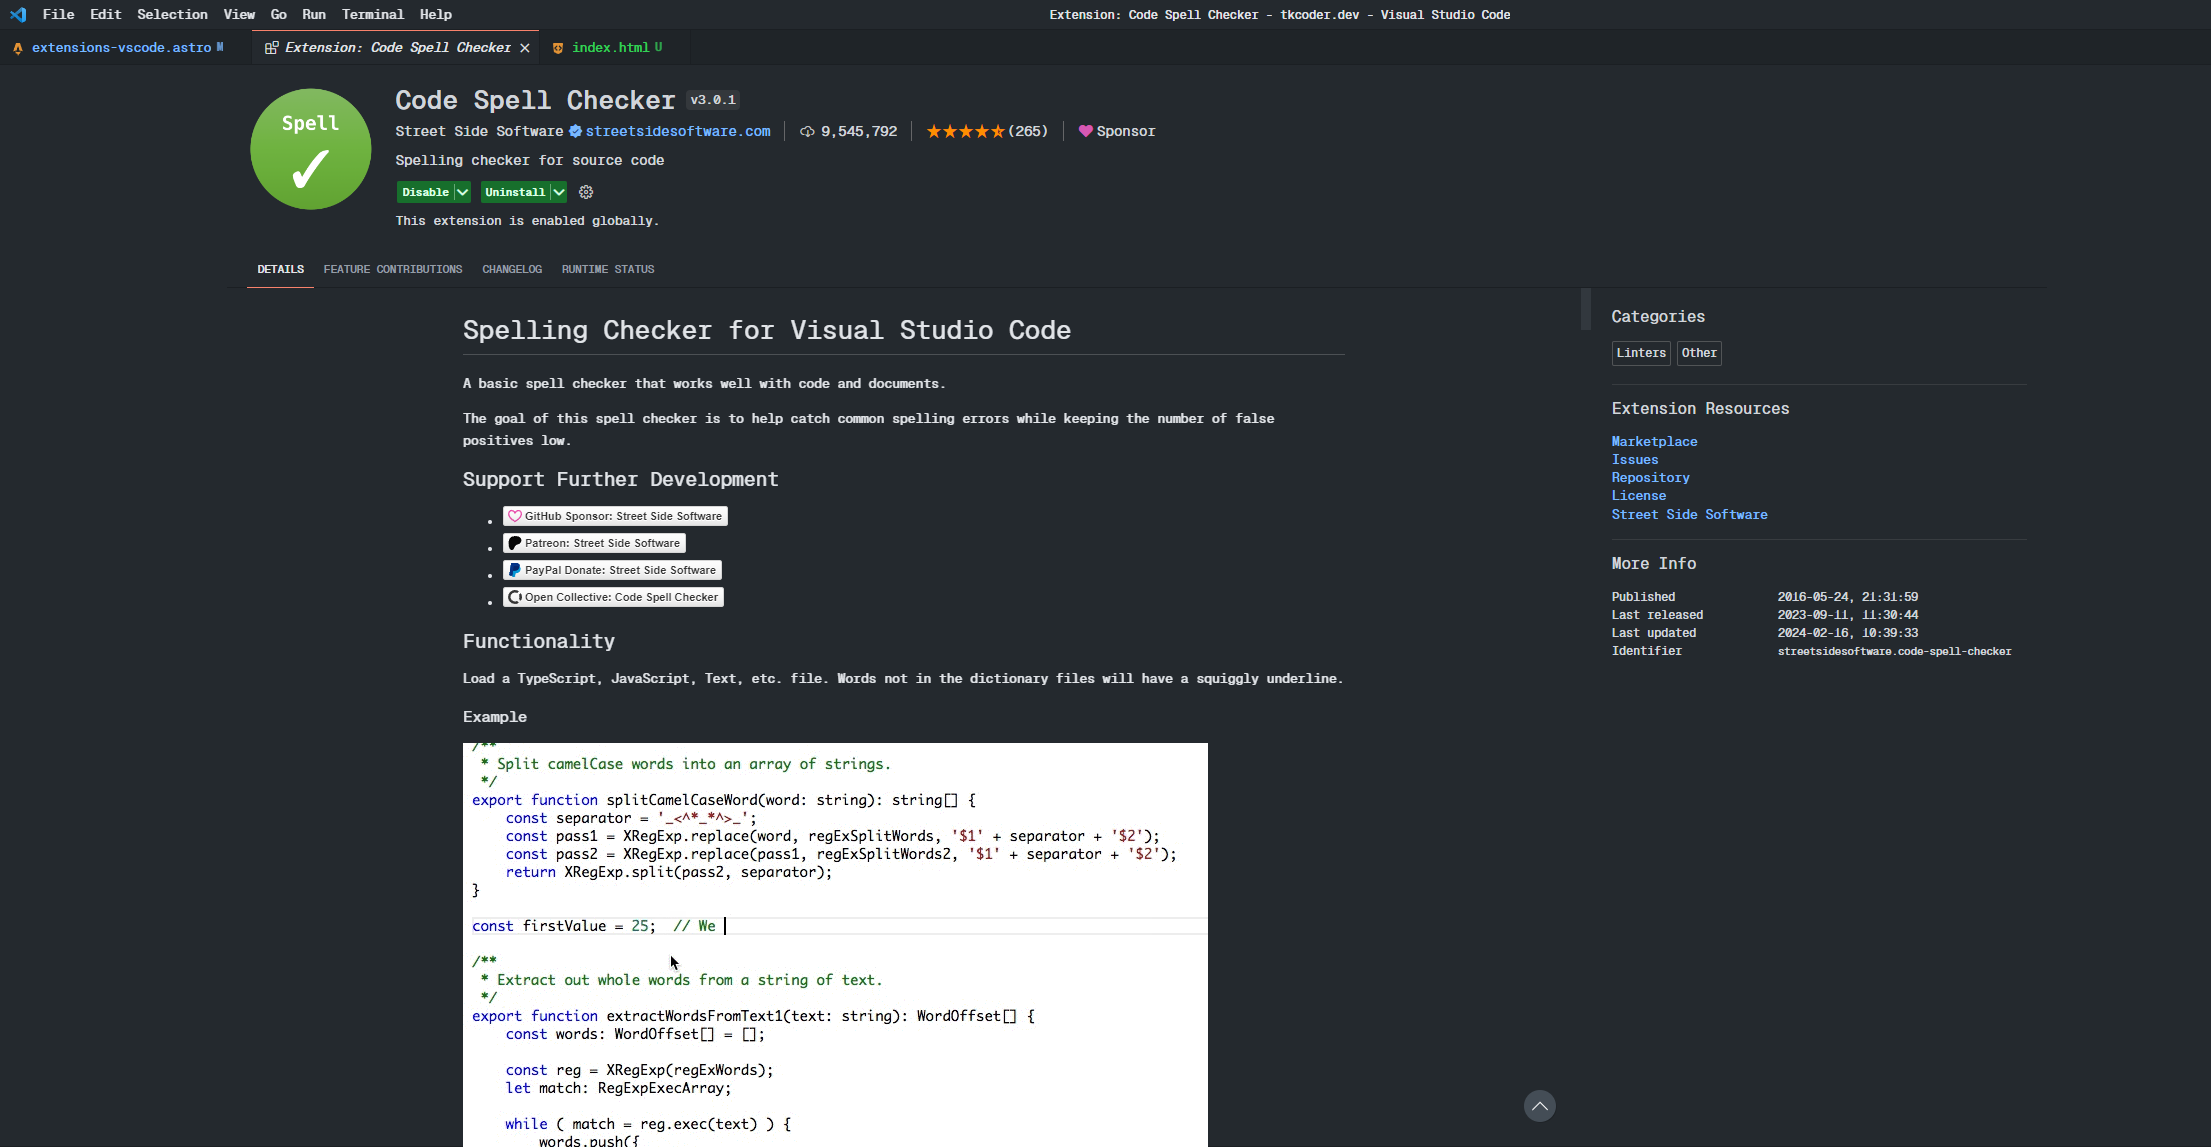 File Edit Selection View Go Run Terminal Help
Extension: Code Spell Checker - tkcoder.dev - Visual Studio Code
extensions-vscode.astro M
Extension: Code Spell Checker
index.html U
Spell
Code Spell Checker v3.0.1
Street Side Software streetsidesoftware.com 9,545,792 (265) Sponsor
Spelling checker for source code
Disable Uninstall
This extension is enabled globally.
DETAILS FEATURE CONTRIBUTIONS CHANGELOG RUNTIME STATUS
Spelling Checker for Visual Studio Code
A basic spell checker that works well with code and documents.
The goal of this spell checker is to help catch common spelling errors while keeping the number of false
positives low.
Support Further Development
GitHub Sponsor: Street Side Software
Patreon: Street Side Software
PayPal Donate: Street Side Software
Open Collective: Code Spell Checker
Functionality
Load a TypeScript, JavaScript, Text, etc. file. Words not in the dictionary files will have a squiggly underline.
Example
/**
* Split camelCase words into an array of strings.
*/
export function splitCamelCaseWord(word: string): string[] {
const separator = '_<^*_*^>_';
const pass1 = XRegExp.replace(word, regExSplitWords, '$1' + separator + '$2');
const pass2 = XRegExp.replace(pass1, regExSplitWords2, '$1' + separator + '$2');
return XRegExp.split(pass2, separator);
}
const firstValue = 25;  // We
/**
* Extract out whole words from a string of text.
*/
export function extractWordsFromText1(text: string): WordOffset[] {
const words: WordOffset[] = [];
const reg = XRegExp(regExWords);
let match: RegExpExecArray;
while ( match = reg.exec(text) ) {
words.push({
Categories
Linters Other
Extension Resources
Marketplace
Issues
Repository
License
Street Side Software
More Info
Published 2016-05-24, 21:31:59
Last released 2023-09-11, 11:30:44
Last updated 2024-02-16, 10:39:33
Identifier streetsidesoftware.code-spell-checker